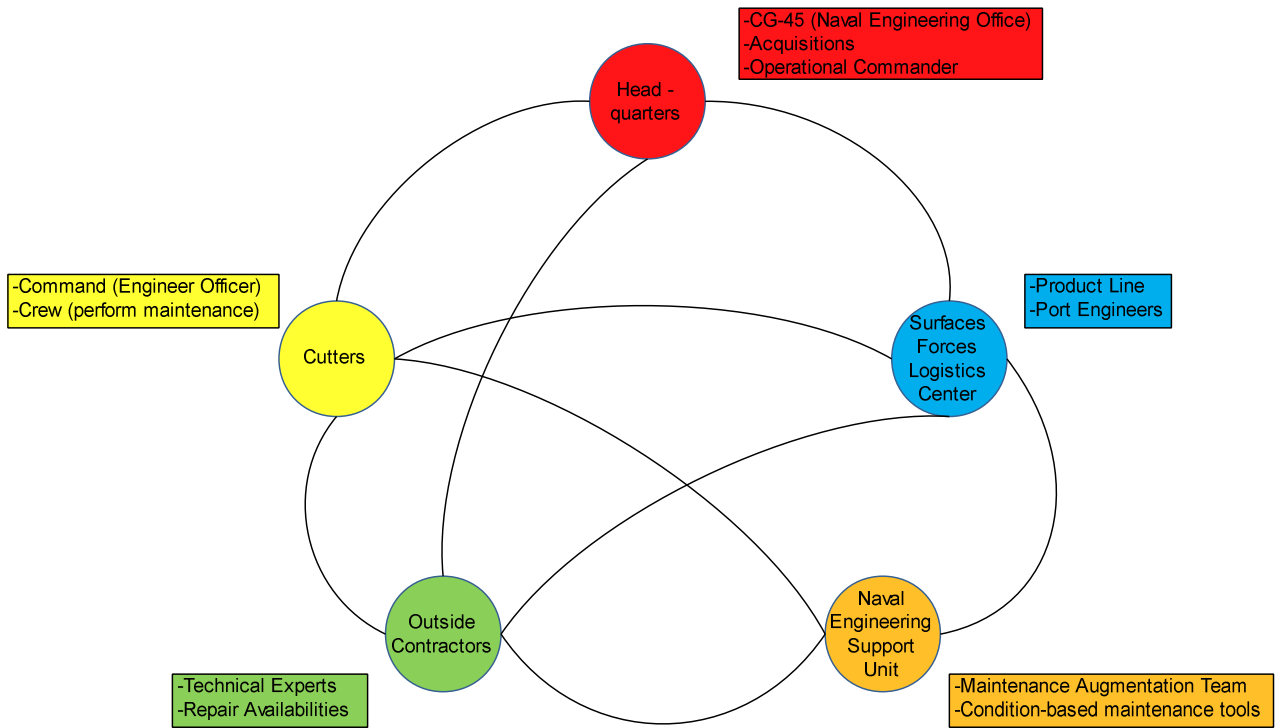 -CG-45 (Naval Engineering Office)
-Acquisitions
-Operational Commander
Head -
quarters
-Command (Engineer Officer)
-Crew (perform maintenance)
Cutters
-Product Line
-Port Engineers
Surfaces
Forces
Logistics
Center
Outside
Contractors
-Technical Experts
-Repair Availabilities
Naval
Engineering
Support
Unit
-Maintenance Augmentation Team
-Condition-based maintenance tools